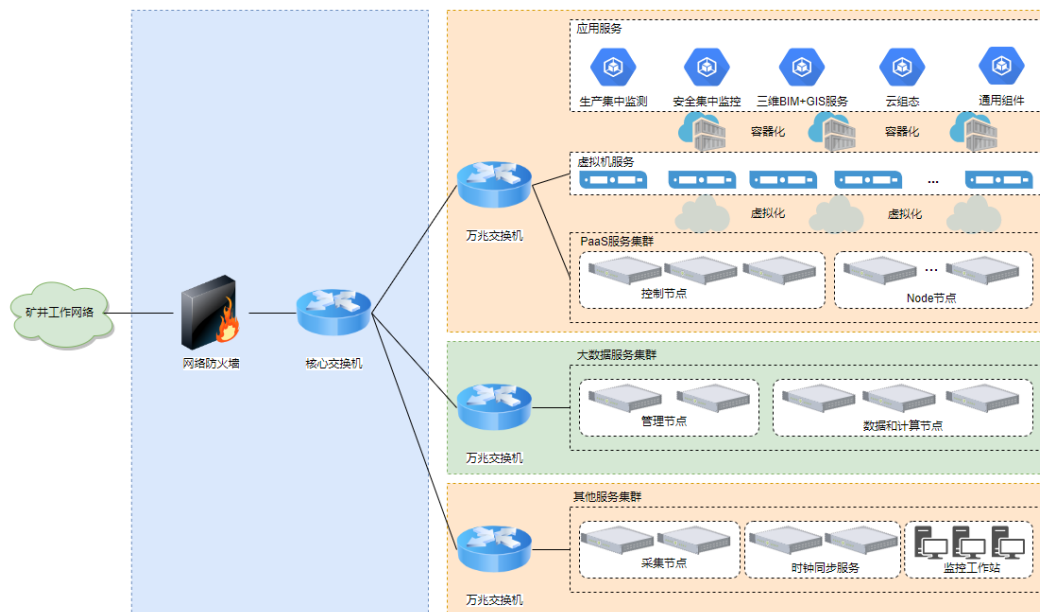 应用服务
生产集中监测
安全集中监控
三维BIM+GIS服务
云组态
通用组件
容器化
容器化
虚拟机服务
...
虚拟化
虚拟化
万兆交换机
PaaS服务集群
控制节点
...
Node节点
矿井工作网络
网络防火墙
核心交换机
大数据服务集群
管理节点
数据和计算节点
万兆交换机
其他服务集群
采集节点
时钟同步服务
监控工作站
万兆交换机